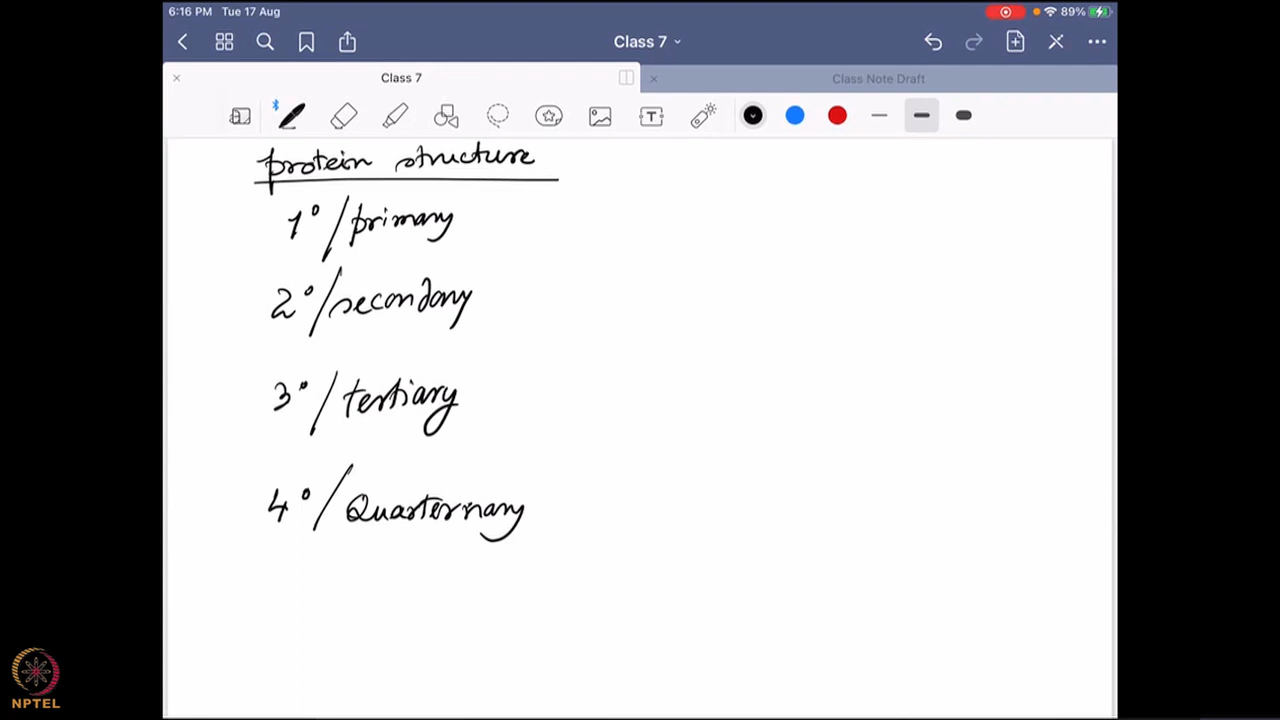 6:16 PM Tue 17 Aug
89%
Class 7
Class 7
Class Note Draft
T
protein structure
1° / primary
2° / secondary
3° / tertiary
4° / Quarternary
NPTEL